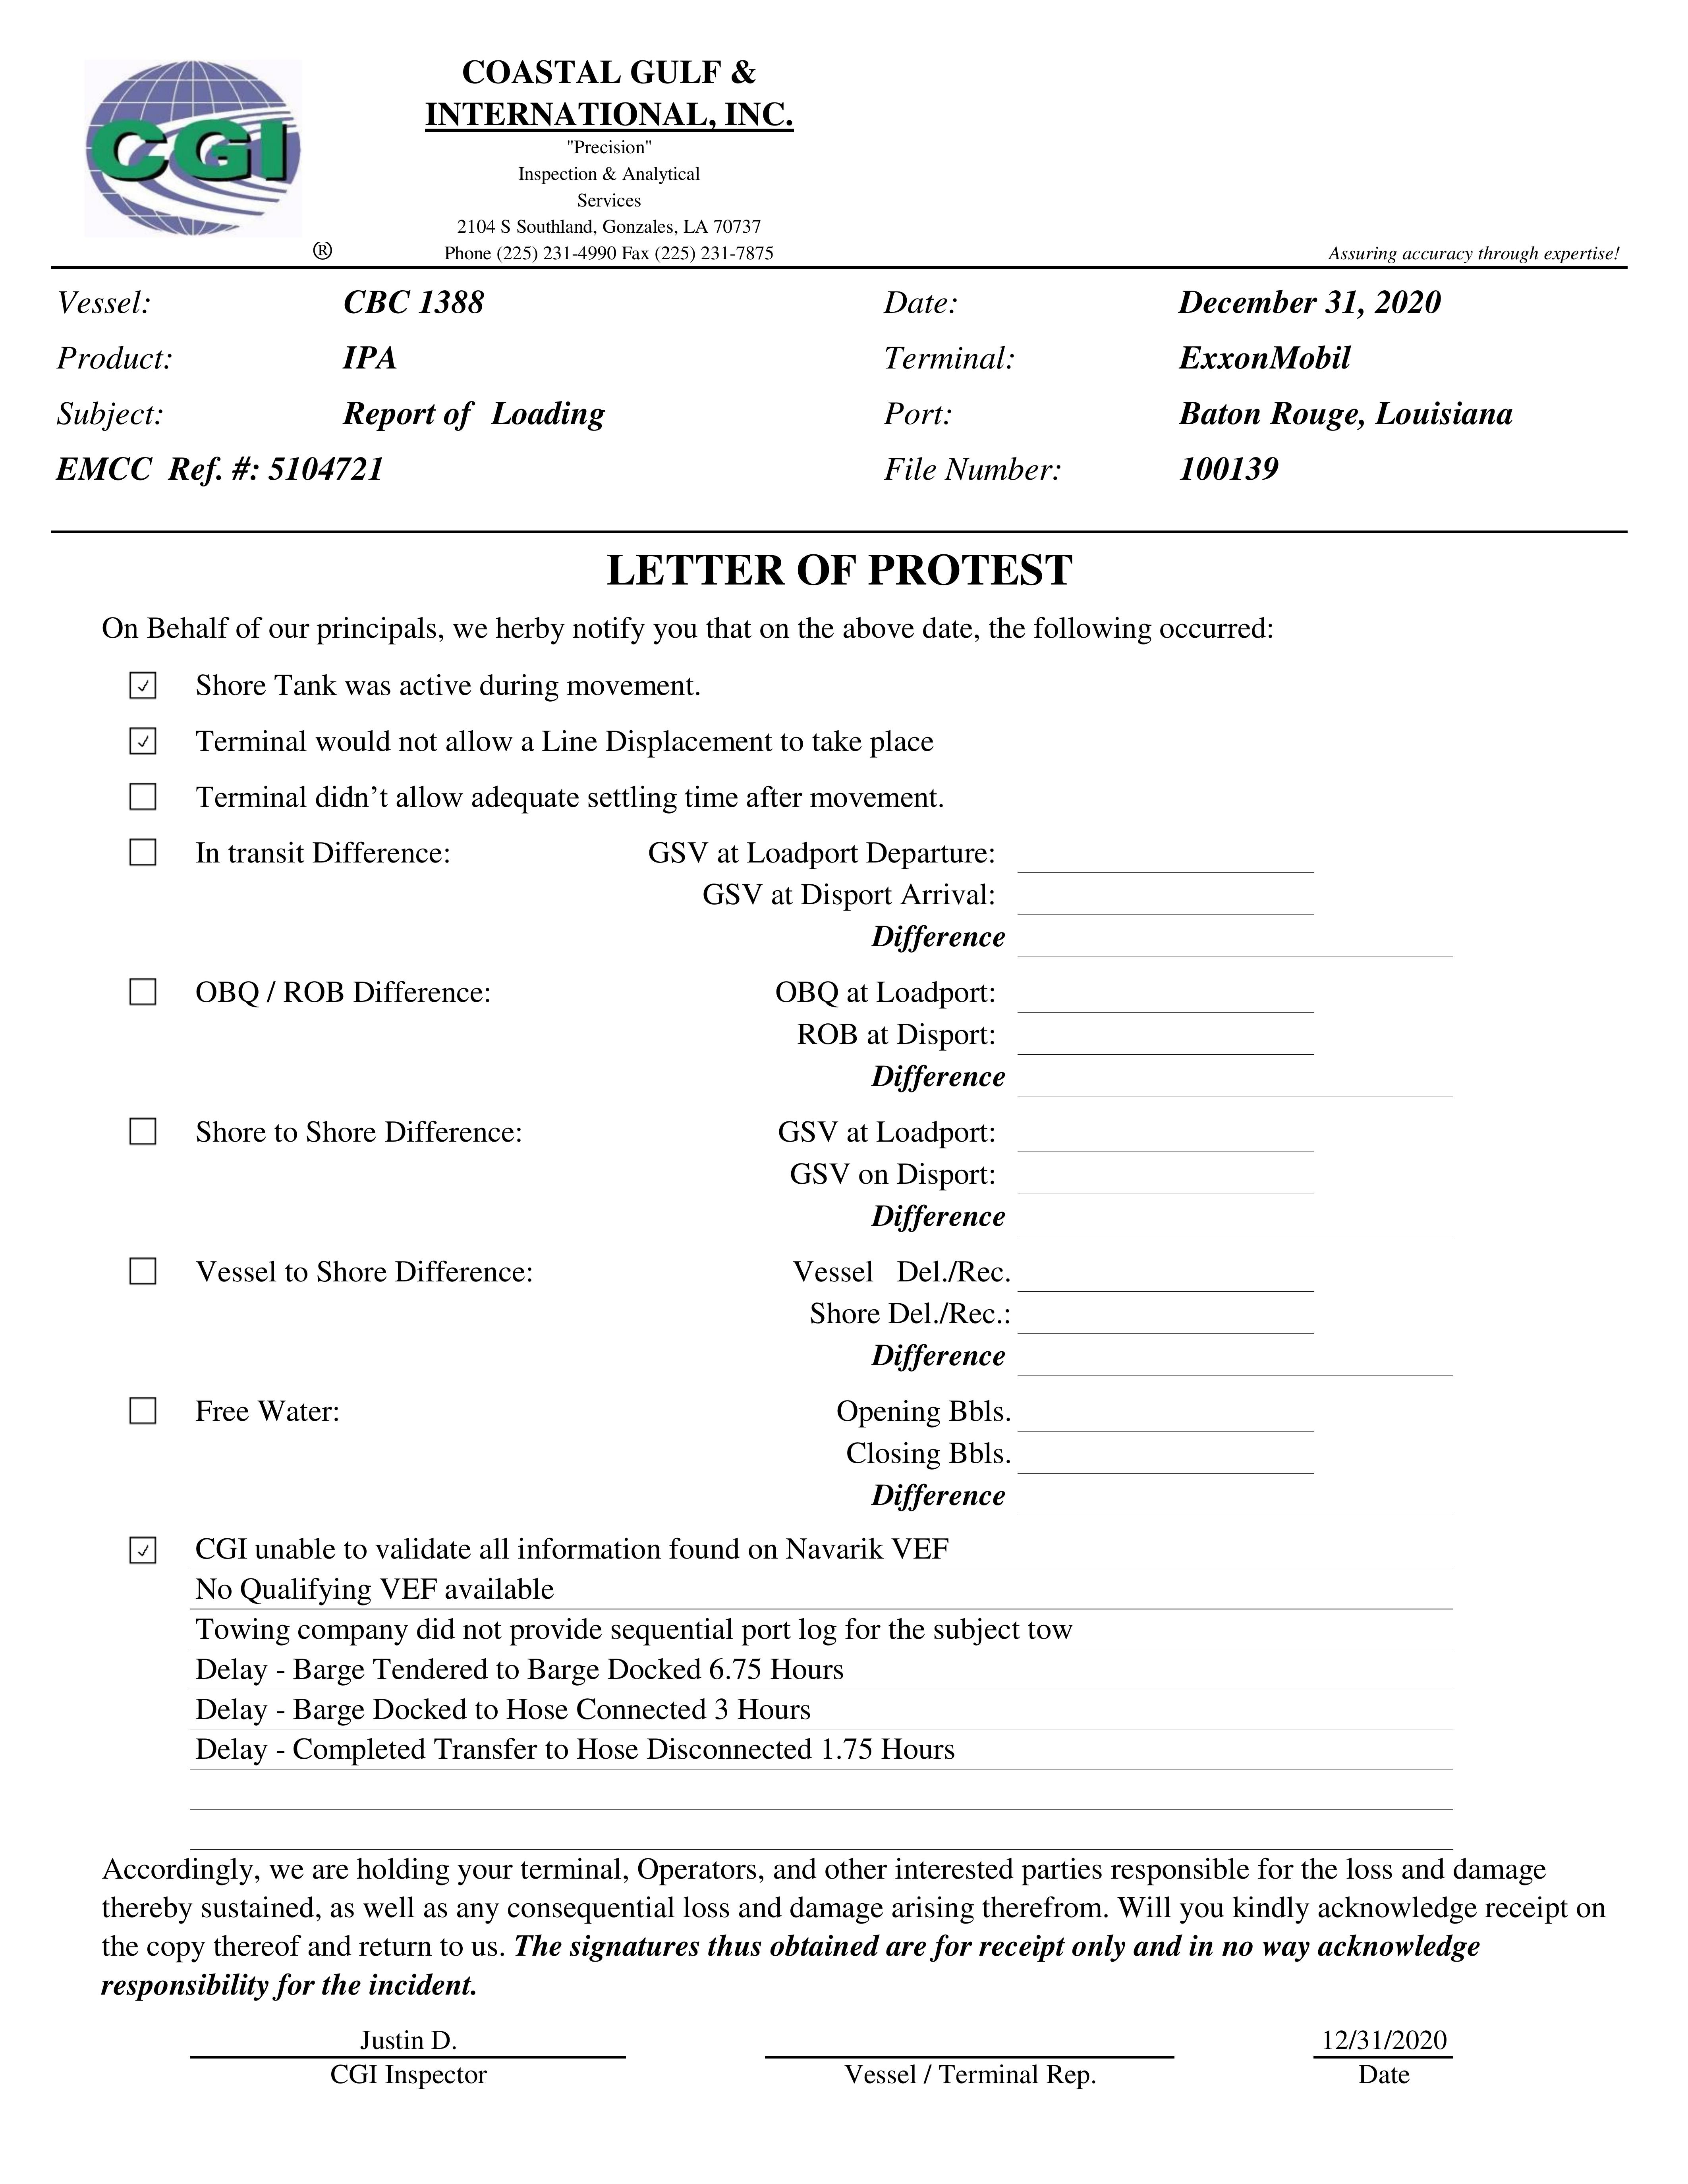 CGI
®
COASTAL GULF &
INTERNATIONAL, INC.
"Precision"
Inspection & Analytical
Services
2104 S Southland, Gonzales, LA 70737
Phone (225) 231-4990 Fax (225) 231-7875
Assuring accuracy through expertise!
Vessel: CBC 1388 Date: December 31, 2020
Product: IPA Terminal: ExxonMobil
Subject: Report of Loading Port: Baton Rouge, Louisiana
EMCC Ref. #: 5104721 File Number: 100139
LETTER OF PROTEST
On Behalf of our principals, we herby notify you that on the above date, the following occurred:
Shore Tank was active during movement.
Terminal would not allow a Line Displacement to take place
Terminal didn’t allow adequate settling time after movement.
In transit Difference: GSV at Loadport Departure:
GSV at Disport Arrival:
Difference
OBQ / ROB Difference: OBQ at Loadport:
ROB at Disport:
Difference
Shore to Shore Difference: GSV at Loadport:
GSV on Disport:
Difference
Vessel to Shore Difference: Vessel Del./Rec.
Shore Del./Rec.:
Difference
Free Water: Opening Bbls.
Closing Bbls.
Difference
CGI unable to validate all information found on Navarik VEF
No Qualifying VEF available
Towing company did not provide sequential port log for the subject tow
Delay - Barge Tendered to Barge Docked 6.75 Hours
Delay - Barge Docked to Hose Connected 3 Hours
Delay - Completed Transfer to Hose Disconnected 1.75 Hours
Accordingly, we are holding your terminal, Operators, and other interested parties responsible for the loss and damage
thereby sustained, as well as any consequential loss and damage arising therefrom. Will you kindly acknowledge receipt on
the copy thereof and return to us. The signatures thus obtained are for receipt only and in no way acknowledge
responsibility for the incident.
Justin D. 12/31/2020
CGI Inspector Vessel / Terminal Rep. Date